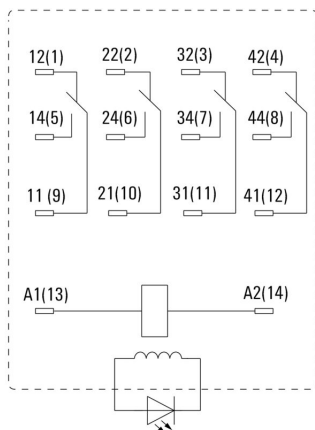 12(1) 22(2) 32(3) 42(4)
14(5) 24(6) 34(7) 44(8)
11 (9) 21(10) 31(11) 41(12)
A1(13) A2(14)